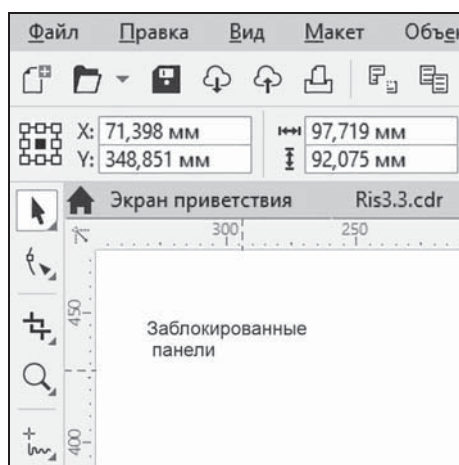 Файл Правка Вид Макет Объе
X: 71,398 мм 97,719 мм
Y: 348,851 мм 92,075 мм
Экран приветствия Ris3.3.cdr
300 250
450
Заблокированные
панели
400